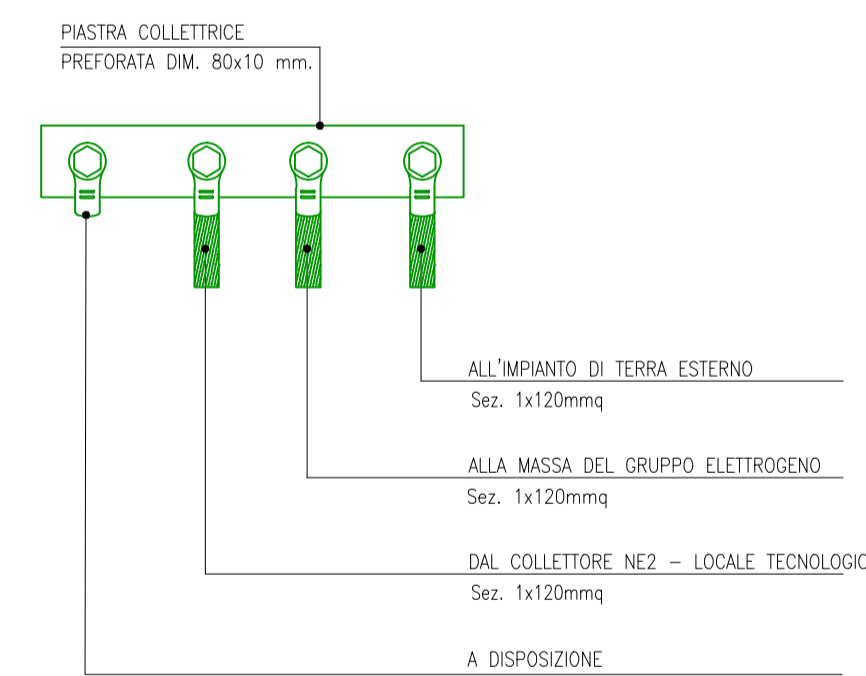 PIASTRA COLLETTRICE
PREFORATA DIM. 80x10 mm.
ALL'IMPIANTO DI TERRA ESTERNO
Sez. 1x120mmq
ALLA MASSA DEL GRUPPO ELETTROGENO
Sez. 1x120mmq
DAL COLLETTORE NE2 – LOCALE TECNOLOGIC
Sez. 1x120mmq
A DISPOSIZIONE